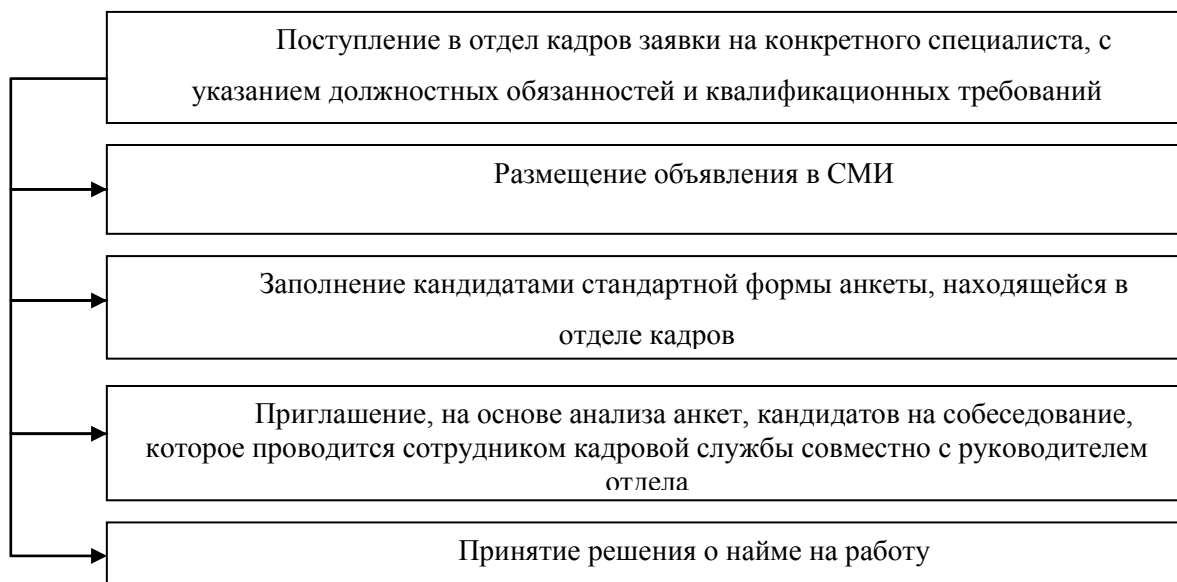 Поступление в отдел кадров заявки на конкретного специалиста, с
указанием должностных обязанностей и квалификационных требований
Размещение объявления в СМИ
Заполнение кандидатами стандартной формы анкеты, находящейся в
отделе кадров
Приглашение, на основе анализа анкет, кандидатов на собеседование,
которое проводится сотрудником кадровой службы совместно с руководителем
отдела
Принятие решения о найме на работу